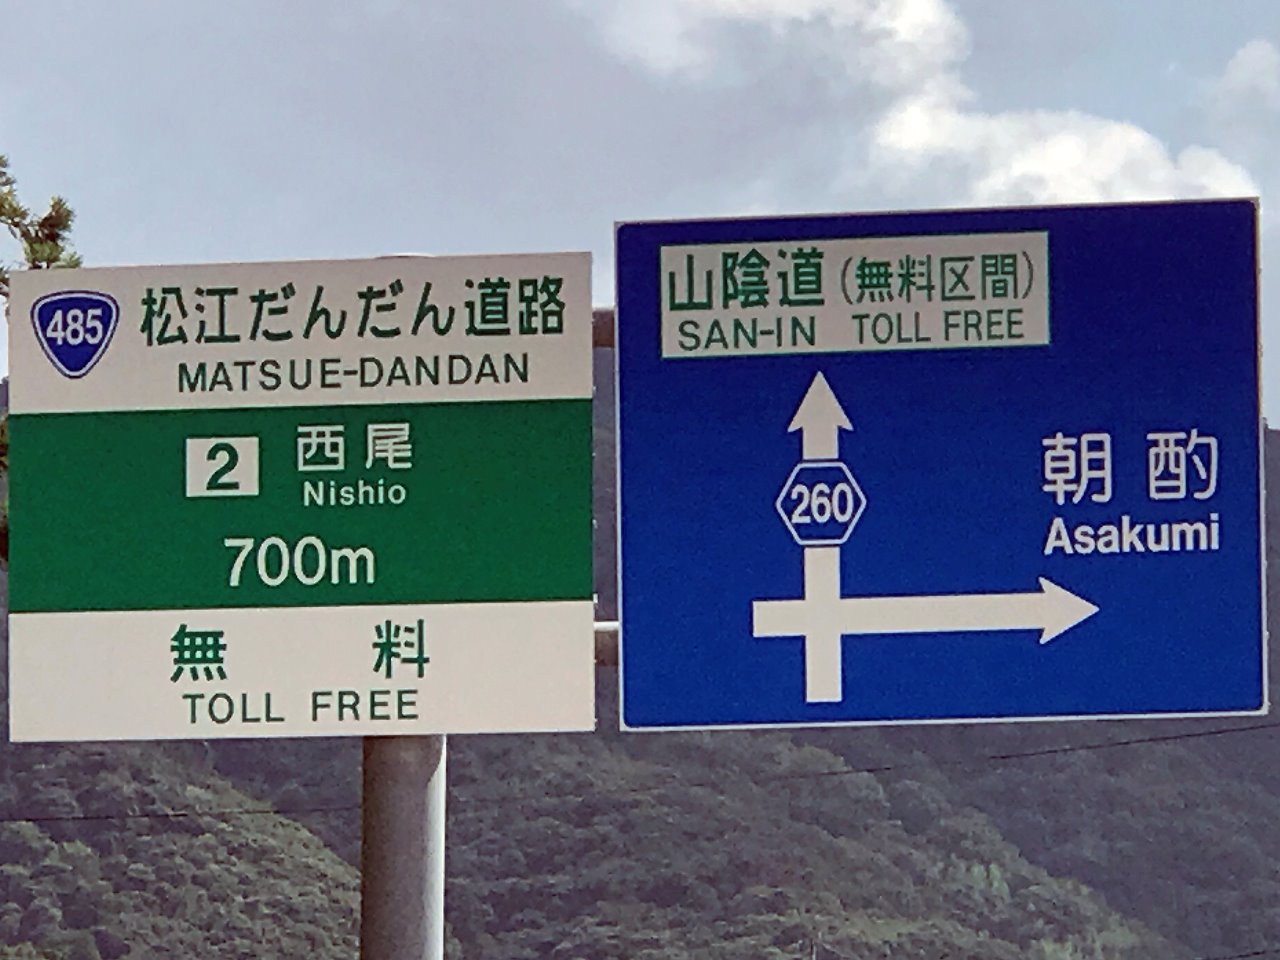 485
松江だんだん道路
MATSUE-DANDAN
2 西尾
Nishio
700m
無料
TOLL FREE
山陰道(無料区間)
SAN-IN TOLL FREE
260
朝酌
Asakumi